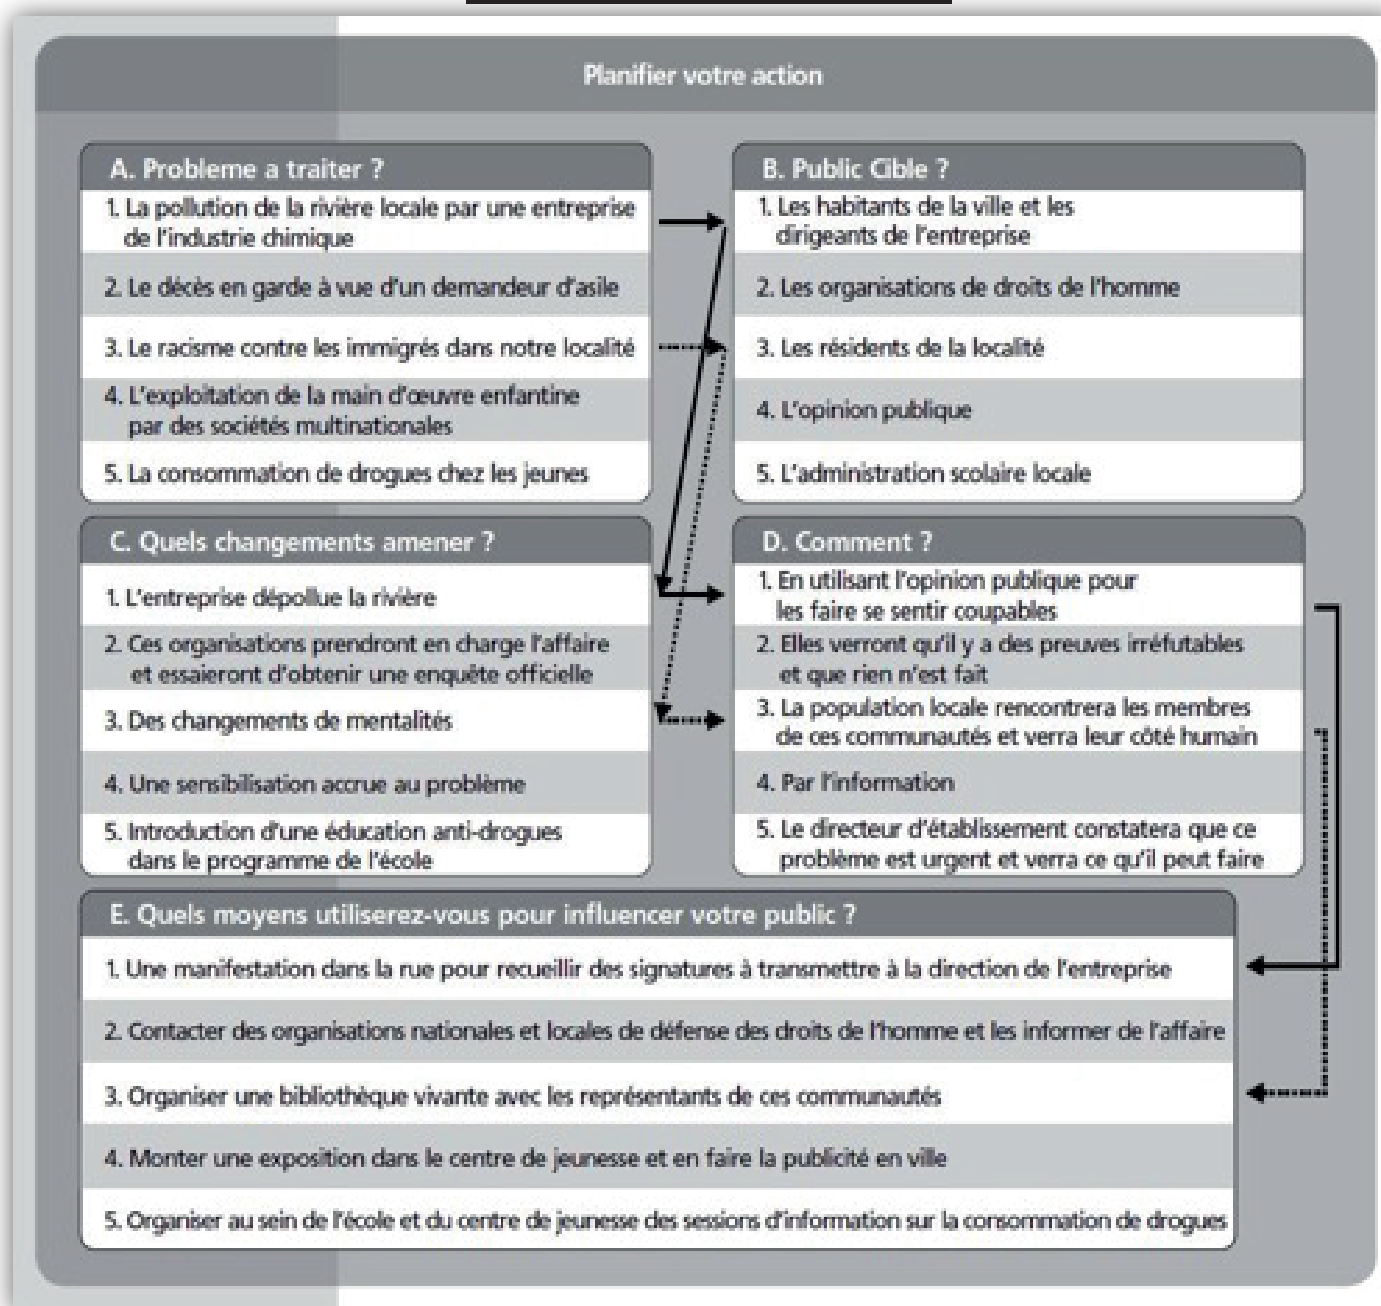 Planifier votre action
A. Probleme a traiter ?
1. La pollution de la rivière locale par une entreprise
de l'industrie chimique
2. Le décès en garde à vue d'un demandeur d'asile
3. Le racisme contre les immigrés dans notre localité
4. L'exploitation de la main d'œuvre enfantine
par des sociétés multinationales
5. La consommation de drogues chez les jeunes
B. Public Cible ?
1. Les habitants de la ville et les
dirigeants de l'entreprise
2. Les organisations de droits de l'homme
3. Les résidents de la localité
4. L'opinion publique
5. L'administration scolaire locale
C. Quels changements amener ?
1. L'entreprise dépollue la rivière
2. Ces organisations prendront en charge l'affaire
et essaieront d'obtenir une enquête officielle
3. Des changements de mentalités
4. Une sensibilisation accrue au problème
5. Introduction d'une éducation anti-drogues
dans le programme de l'école
D. Comment ?
1. En utilisant l'opinion publique pour
les faire se sentir coupables
2. Elles verront qu'il y a des preuves irréfutables
et que rien n'est fait
3. La population locale rencontrera les membres
de ces communautés et verra leur côté humain
4. Par l'information
5. Le directeur d'établissement constatera que ce
problème est urgent et verra ce qu'il peut faire
E. Quels moyens utiliserez-vous pour influencer votre public ?
1. Une manifestation dans la rue pour recueillir des signatures à transmettre à la direction de l'entreprise
2. Contacter des organisations nationales et locales de défense des droits de l'homme et les informer de l'affaire
3. Organiser une bibliothèque vivante avec les représentants de ces communautés
4. Monter une exposition dans le centre de jeunesse et en faire la publicité en ville
5. Organiser au sein de l'école et du centre de jeunesse des sessions d'information sur la consommation de drogues